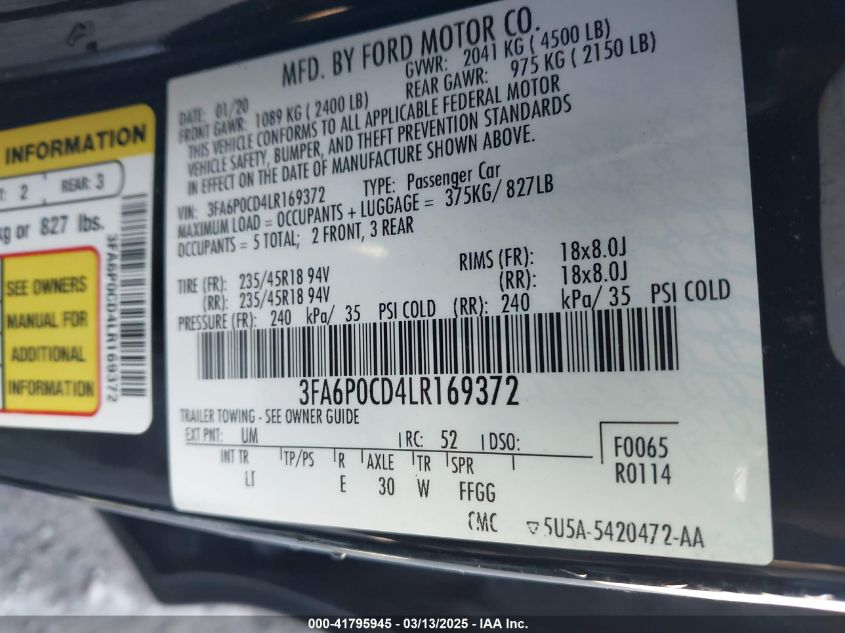 MFD. BY FORD MOTOR CO.
DATE: 01/20 GVWR: 2041 KG ( 4500 LB)
FRONT GAWR: 1089 KG ( 2400 LB) REAR GAWR: 975 KG ( 2150 LB)
THIS VEHICLE CONFORMS TO ALL APPLICABLE FEDERAL MOTOR
VEHICLE SAFETY, BUMPER, AND THEFT PREVENTION STANDARDS
IN EFFECT ON THE DATE OF MANUFACTURE SHOWN ABOVE.
VIN: 3FA6P0CD4LR169372 TYPE: Passenger Car
MAXIMUM LOAD = OCCUPANTS + LUGGAGE = 375KG/ 827LB
OCCUPANTS = 5 TOTAL; 2 FRONT, 3 REAR
TIRE (FR): 235/45R18 94V RIMS (FR): 18x8.0J
(RR): 235/45R18 94V (RR): 18x8.0J
PRESSURE (FR): 240 kPa/ 35 PSI COLD (RR): 240 kPa/ 35 PSI COLD
3FA6P0CD4LR169372
TRAILER TOWING - SEE OWNER GUIDE
EXT PNT: UM RC: 52 DSO:
INT TR TP/PS R AXLE TR SPR
LT E 30 W FFGG
F0065
R0114
CMC 5U5A-5420472-AA
INFORMATION
: 2 REAR: 3
kg or 827 lbs.
SEE OWNERS
MANUAL FOR
ADDITIONAL
INFORMATION
3FA6P0CD4LR169372
000-41795945 - 03/13/2025 - IAA Inc.